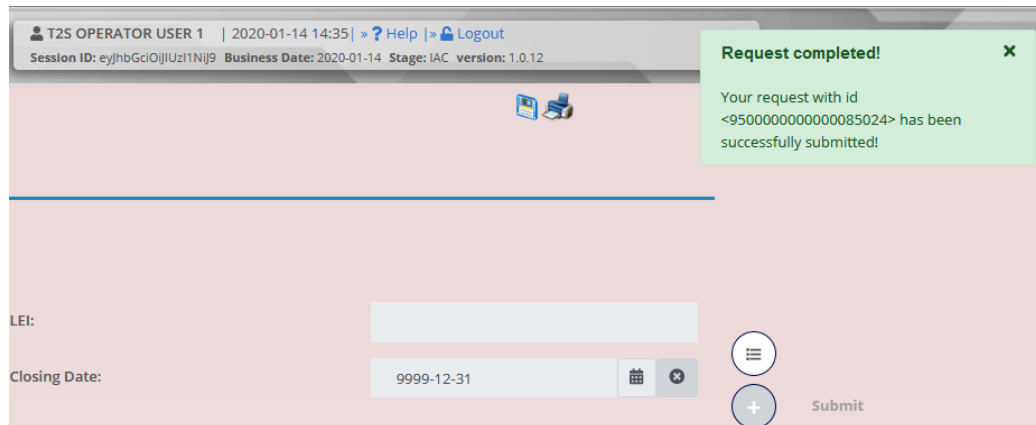 T2S OPERATOR USER 1 | 2020-01-14 14:35| » ? Help |» Logout
Session ID: eyJhbGciOiJIUzI1NiJ9 Business Date: 2020-01-14 Stage: IAC version: 1.0.12
Request completed! ×
Your request with id
<9500000000000085024> has been
successfully submitted!
LEI:
Closing Date: 9999-12-31
Submit